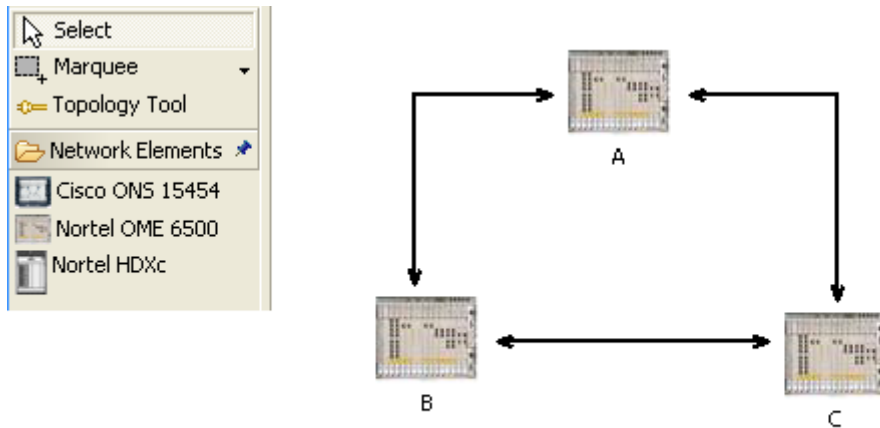 Select
Marquee
Topology Tool
Network Elements
Cisco ONS 15454
Nortel OME 6500
Nortel HDXc
A
B
C